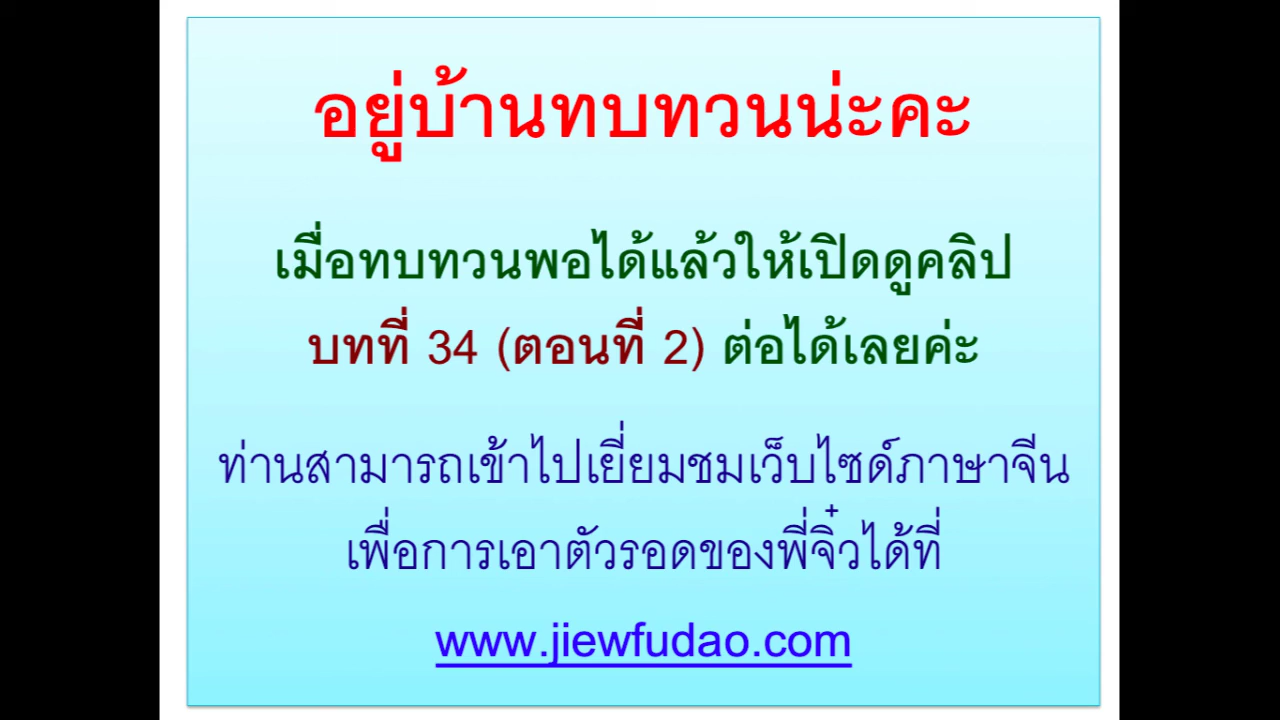 อยู่บ้านทบทวนน่ะคะ
เมื่อทบทวนพอได้แล้วให้เปิดดูคลิป
บทที่ 34 (ตอนที่ 2) ต่อได้เลยค่ะ
ท่านสามารถเข้าไปเยี่ยมชมเว็บไซด์ภาษาจีน
เพื่อการเอาตัวรอดของพี่จิ๋วได้ที่
www.jiewfudao.com